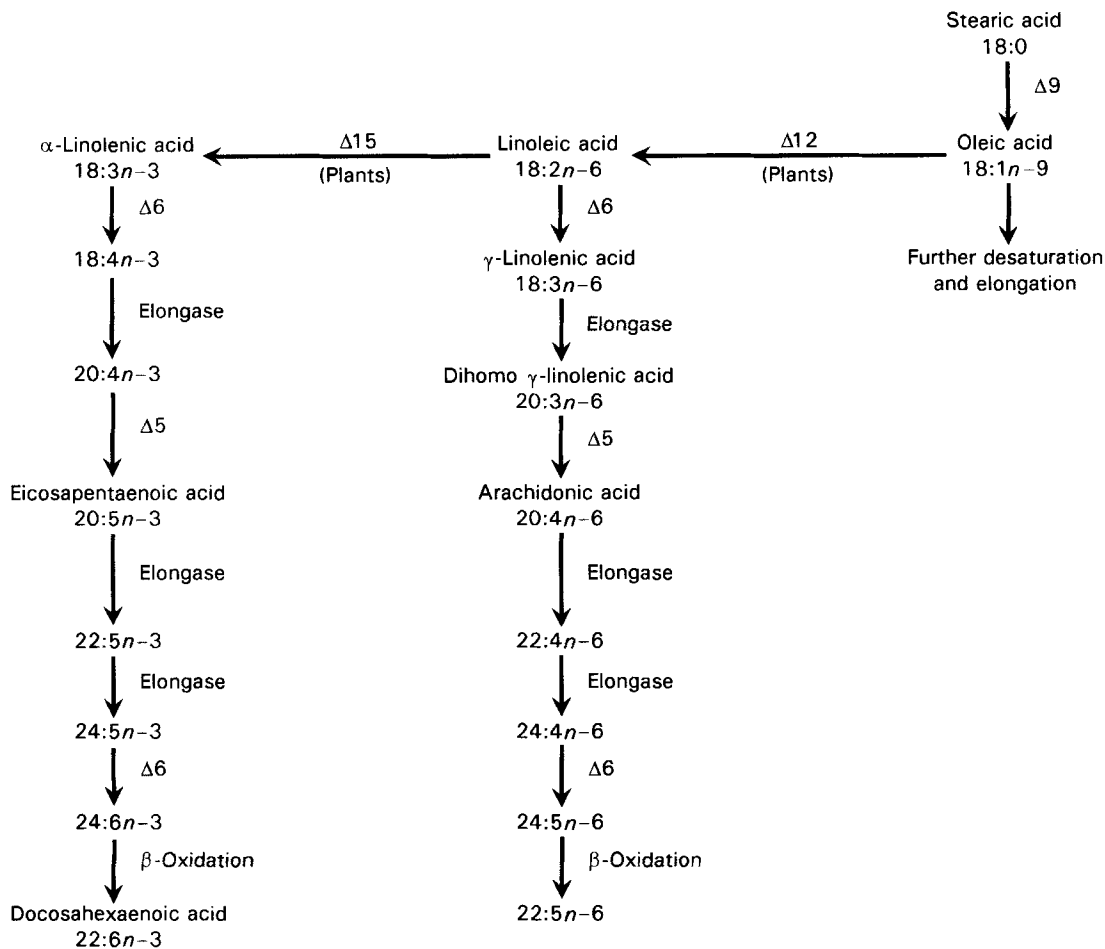 Stearic acid
18:0
Δ9
α-Linolenic acid
18:3n−3
Δ15
(Plants)
Linoleic acid
18:2n−6
Δ12
(Plants)
Oleic acid
18:1n−9
Δ6
18:4n−3
Elongase
20:4n−3
Δ5
Eicosapentaenoic acid
20:5n−3
Elongase
22:5n−3
Elongase
24:5n−3
Δ6
24:6n−3
β-Oxidation
Docosahexaenoic acid
22:6n−3
Δ6
γ-Linolenic acid
18:3n−6
Elongase
Dihomo γ-linolenic acid
20:3n−6
Δ5
Arachidonic acid
20:4n−6
Elongase
22:4n−6
Elongase
24:4n−6
Δ6
24:5n−6
β-Oxidation
22:5n−6
Further desaturation
and elongation